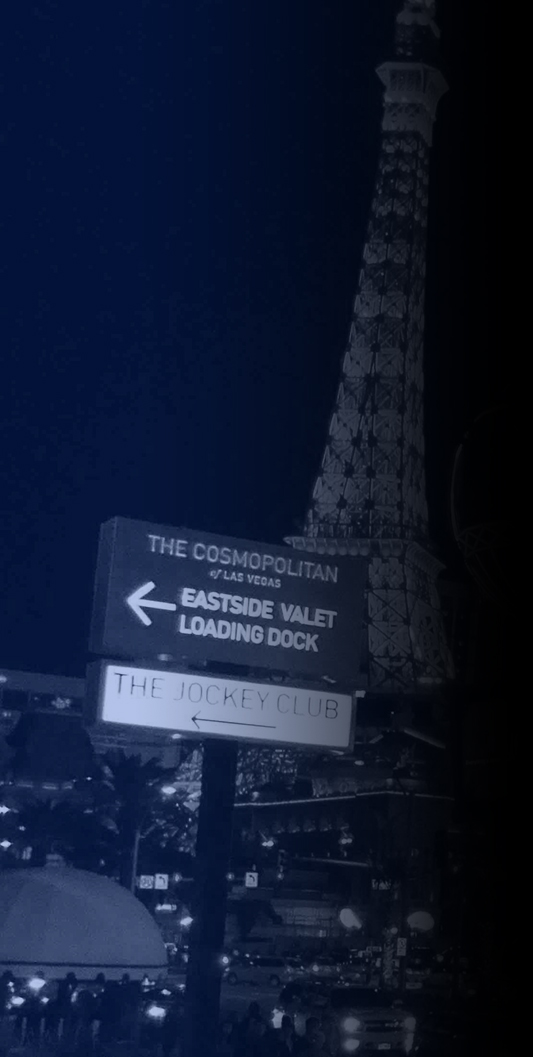 THE COSMOPOLITAN
of LAS VEGAS
EASTSIDE VALET
LOADING DOCK
THE JOCKEY CLUB